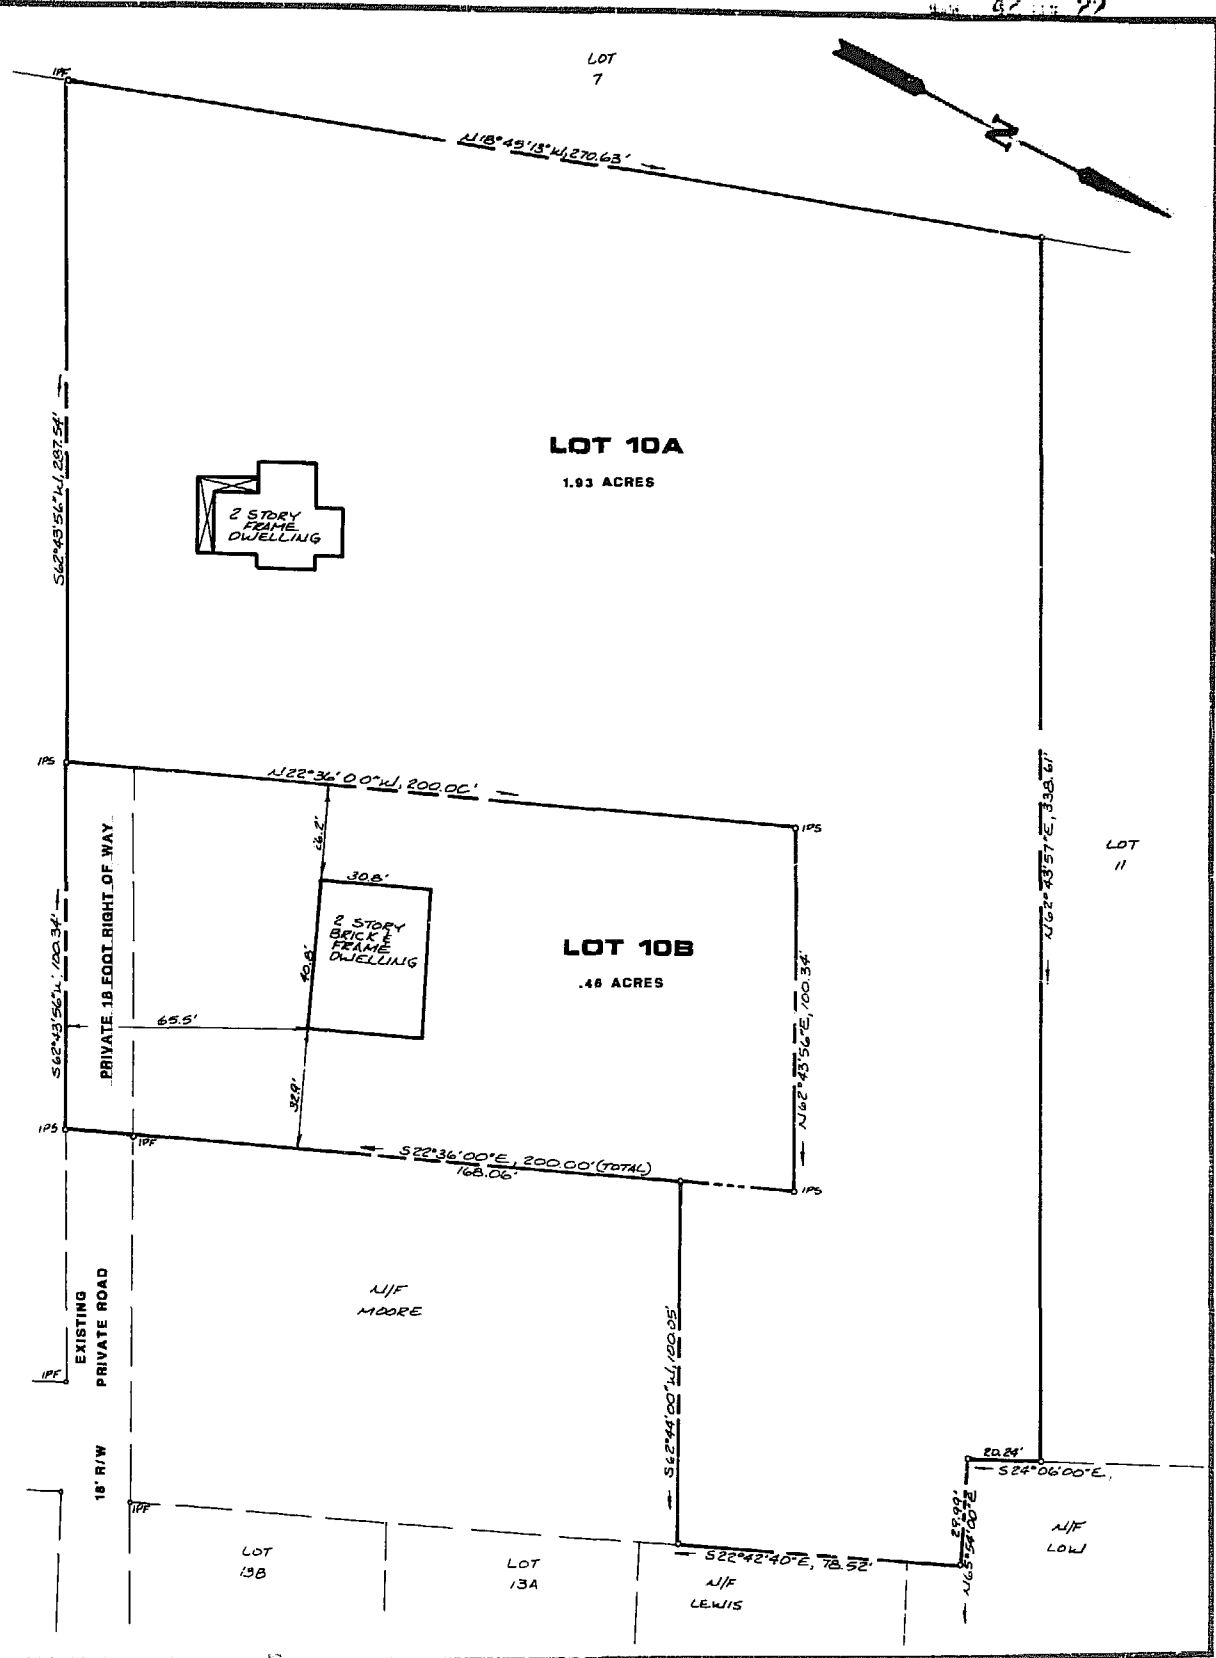 LOT
7
IPF
N18°45'13"W, 270.63'
N
S62°43'56"W, 287.54'
LOT 10A
1.93 ACRES
2 STORY
FRAME
DWELLING
IPS
N22°36'00"W, 200.00'
IPS
N62°43'57"E, 338.61'
LOT
11
26.2'
30.8'
PRIVATE 18 FOOT RIGHT OF WAY
2 STORY
BRICK &
FRAME
DWELLING
40.8'
LOT 10B
.46 ACRES
S62°43'56"W, 100.34'
65.5'
N62°43'56"E, 100.34'
32.9'
IPS
IPF
S22°36'00"E, 200.00' (TOTAL)
168.06'
IPS
N/F
MOORE
EXISTING
PRIVATE ROAD
IPF
S62°44'00"W, 100.05'
18' R/W
20.24'
S24°06'00"E,
IPF
29.99'
N65°54'00"E
N/F
LOW
LOT
13B
LOT
13A
S22°42'40"E, 78.52'
N/F
LEWIS